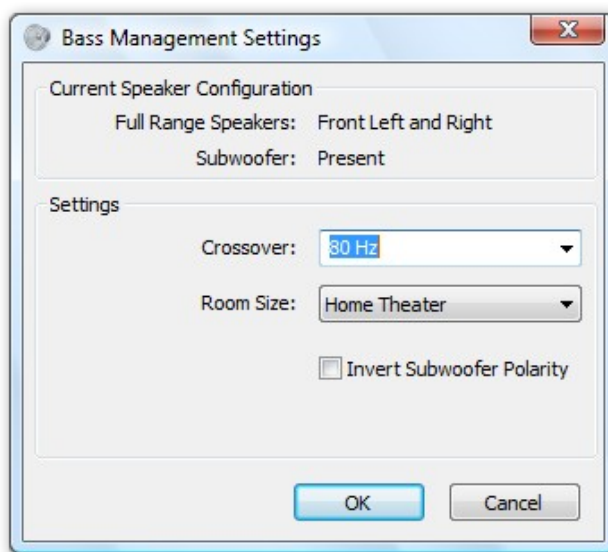 Bass Management Settings
Current Speaker Configuration
Full Range Speakers: Front Left and Right
Subwoofer: Present
Settings
Crossover: 80 Hz
Room Size: Home Theater
Invert Subwoofer Polarity
OK Cancel